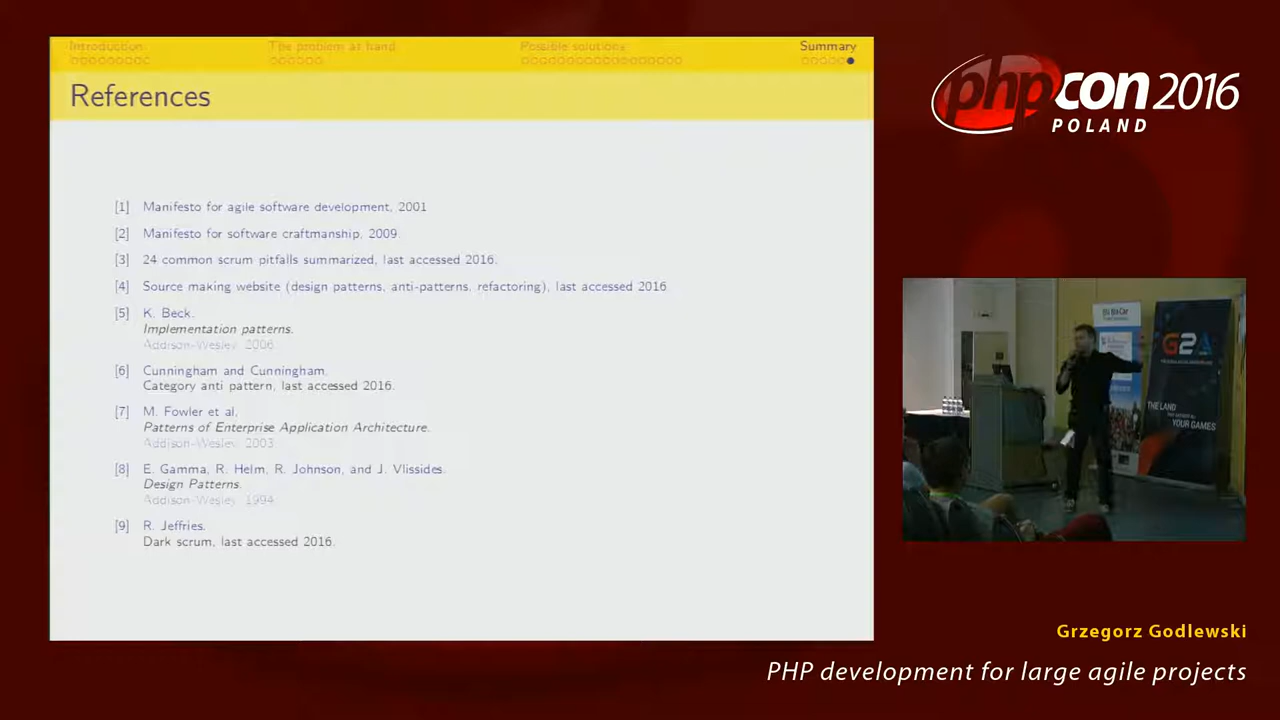 Introduction
The problem at hand
Possible solutions
Summary
References
[1] Manifesto for agile software development, 2001
[2] Manifesto for software craftmanship, 2009.
[3] 24 common scrum pitfalls summarized, last accessed 2016.
[4] Source making website (design patterns, anti-patterns, refactoring), last accessed 2016
[5] K. Beck.
Implementation patterns.
Addison-Wesley, 2006.
[6] Cunningham and Cunningham.
Category anti pattern, last accessed 2016.
[7] M. Fowler et al.
Patterns of Enterprise Application Architecture.
Addison-Wesley, 2003.
[8] E. Gamma, R. Helm, R. Johnson, and J. Vlissides.
Design Patterns.
Addison-Wesley, 1994.
[9] R. Jeffries.
Dark scrum, last accessed 2016.
phpcon 2016
POLAND
G2A
THE LAND
YOUR GAMES
Grzegorz Godlewski
PHP development for large agile projects